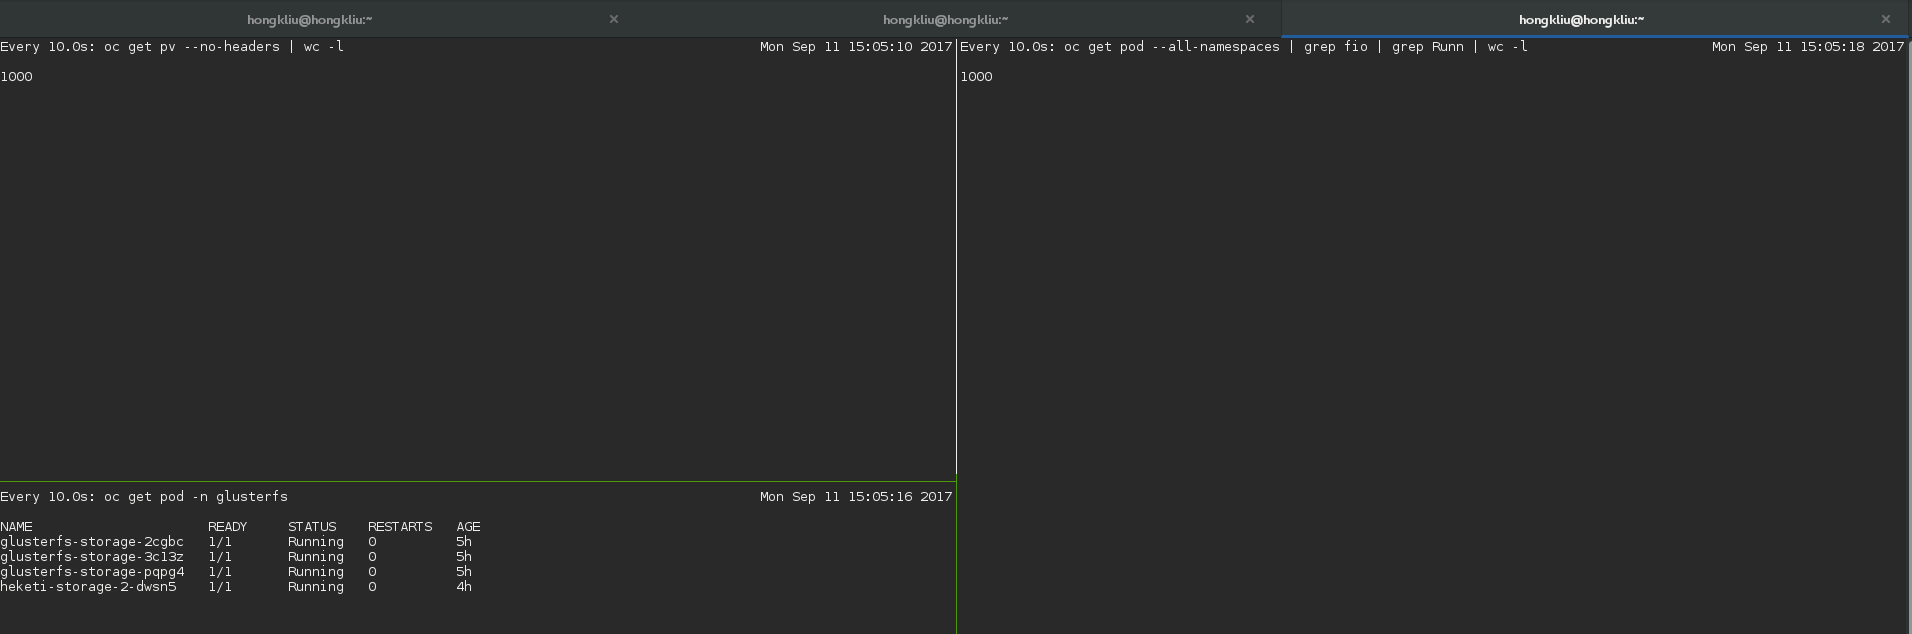 hongkliu@hongkliu:~ × hongkliu@hongkliu:~ × hongkliu@hongkliu:~ ×
Every 10.0s: oc get pv --no-headers | wc -l Mon Sep 11 15:05:10 2017
1000
Every 10.0s: oc get pod --all-namespaces | grep fio | grep Runn | wc -l Mon Sep 11 15:05:18 2017
1000
Every 10.0s: oc get pod -n glusterfs Mon Sep 11 15:05:16 2017
NAME READY STATUS RESTARTS AGE
glusterfs-storage-2cgbc 1/1 Running 0 5h
glusterfs-storage-3cl3z 1/1 Running 0 5h
glusterfs-storage-pqpg4 1/1 Running 0 5h
heketi-storage-2-dwsn5 1/1 Running 0 4h